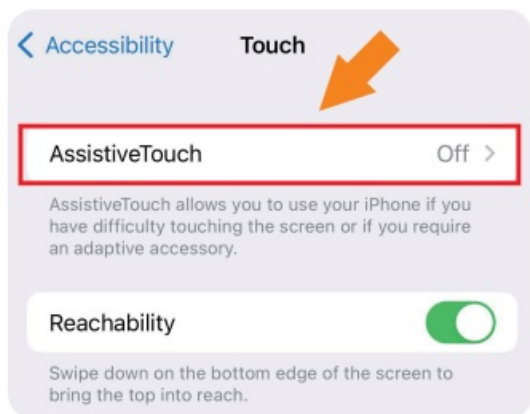 Accessibility Touch
AssistiveTouch Off
AssistiveTouch allows you to use your iPhone if you
have difficulty touching the screen or if you require
an adaptive accessory.
Reachability
Swipe down on the bottom edge of the screen to
bring the top into reach.